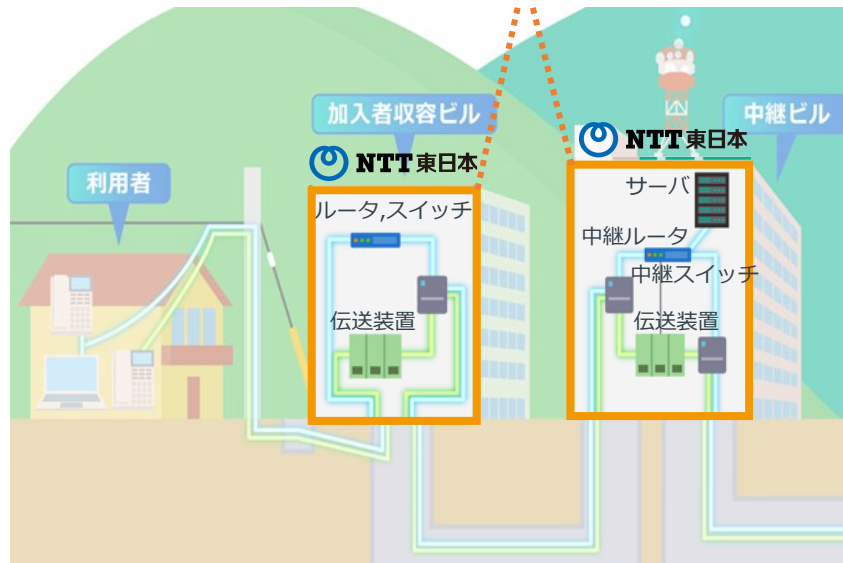 加入者収容ビル
中継ビル
NTT東日本
NTT東日本
利用者
サーバ
ルータ,スイッチ
中継ルータ
中継スイッチ
伝送装置
伝送装置